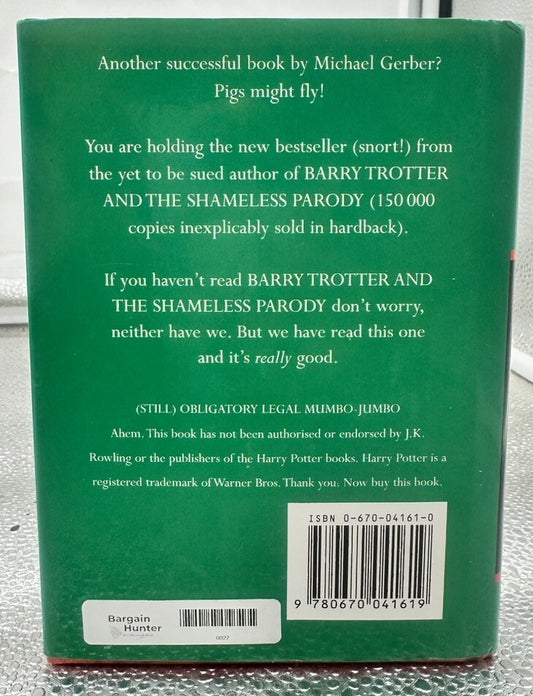 Another successful book by Michael Gerber?
Pigs might fly!
You are holding the new bestseller (snort!) from
the yet to be sued author of BARRY TROTTER
AND THE SHAMELESS PARODY (150 000
copies inexplicably sold in hardback).
If you haven't read BARRY TROTTER AND
THE SHAMELESS PARODY don't worry,
neither have we. But we have read this one
and it's really good.
(STILL) OBLIGATORY LEGAL MUMBO-JUMBO
Ahem. This book has not been authorised or endorsed by J.K.
Rowling or the publishers of the Harry Potter books. Harry Potter is a
registered trademark of Warner Bros. Thank you. Now buy this book.
ISBN 0-670-04161-0
9 780670 041619
Bargain
Hunter
0827